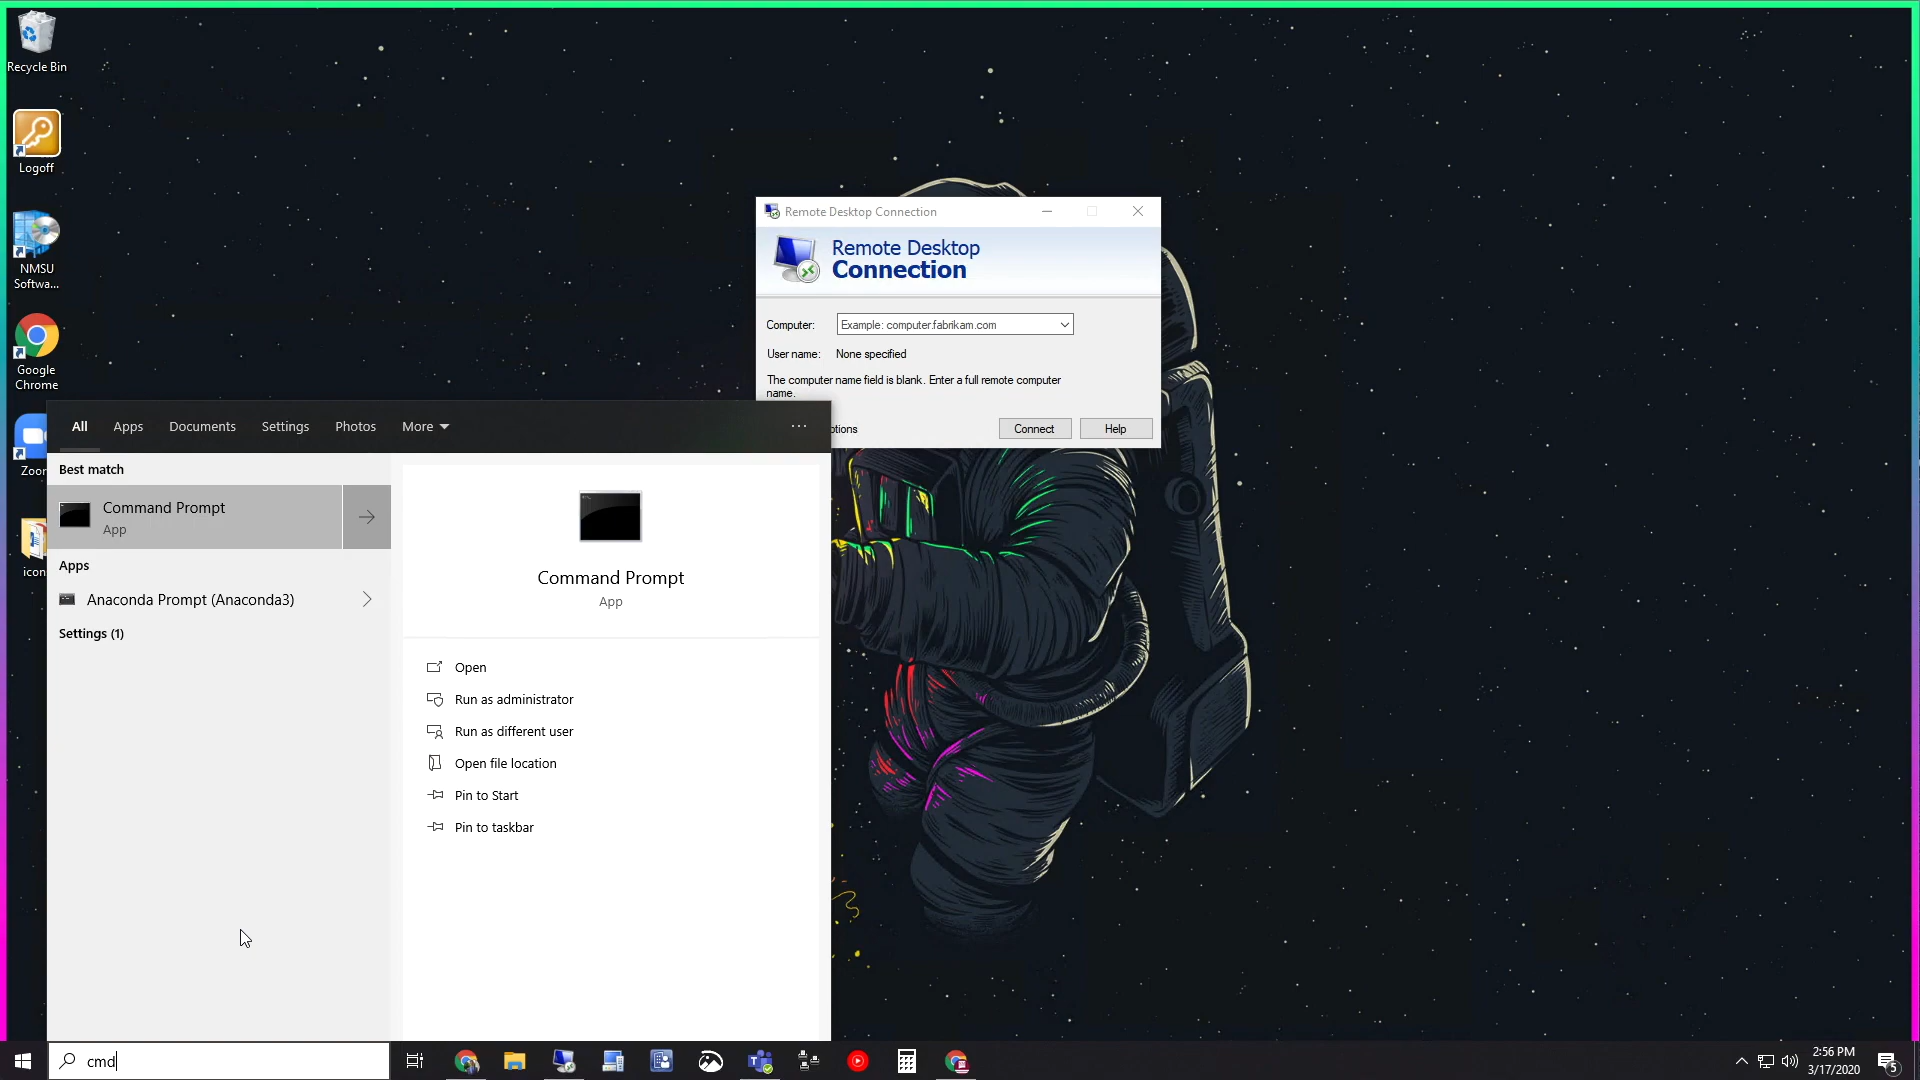 Recycle Bin
Logoff
NMSU
Softwa...
Google
Chrome
Remote Desktop Connection
Remote Desktop
Connection
Computer:
Example: computer.fabrikam.com
User name:
None specified
The computer name field is blank. Enter a full remote computer
name.
Connect
Help
All
Apps
Documents
Settings
Photos
More
Best match
Command Prompt
App
Apps
Anaconda Prompt (Anaconda3)
Settings (1)
Command Prompt
App
Open
Run as administrator
Run as different user
Open file location
Pin to Start
Pin to taskbar
cmd
2:56 PM
3/17/2020
5